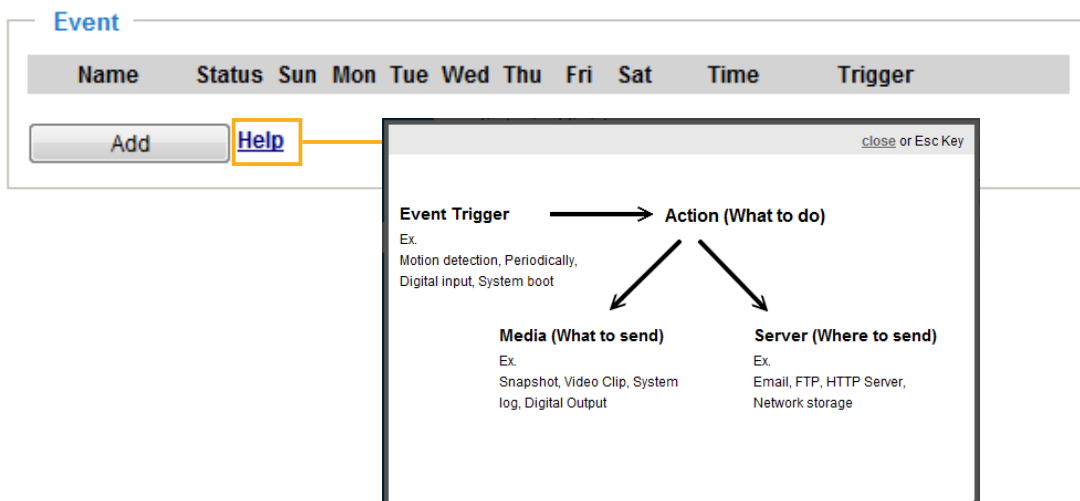 Event
Name Status Sun Mon Tue Wed Thu Fri Sat Time Trigger
Add Help
close or Esc Key
Event Trigger Action (What to do)
Ex.
Motion detection, Periodically,
Digital input, System boot
Media (What to send)
Ex.
Snapshot, Video Clip, System
log, Digital Output
Server (Where to send)
Ex.
Email, FTP, HTTP Server,
Network storage